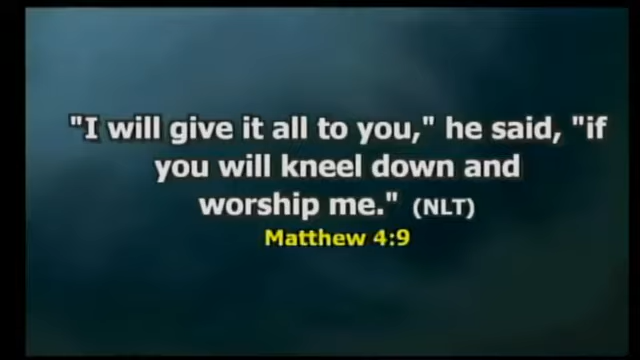 "I will give it all to you," he said, "if
you will kneel down and
worship me." (NLT)
Matthew 4:9